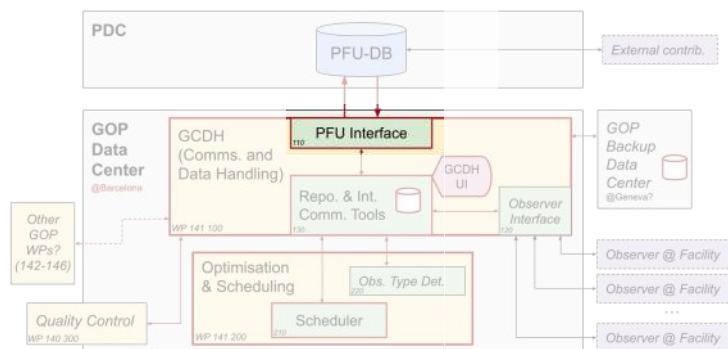 PDC
PFU-DB
External contrib.
GOP
Data
Center
@Barcelona
GCDH
(Comms. and
Data Handling)
WP 141 100
PFU Interface
110
GCDH
UI
Repo. & Int.
Comm. Tools
130
Observer
Interface
120
GOP
Backup
Data
Center
@Geneva?
Other
GOP
WPs?
(142-146)
Optimisation
& Scheduling
Obs. Type Det.
220
Scheduler
210
WP 141 200
Quality Control
WP 140 300
Observer @ Facility
Observer @ Facility
...
Observer @ Facility